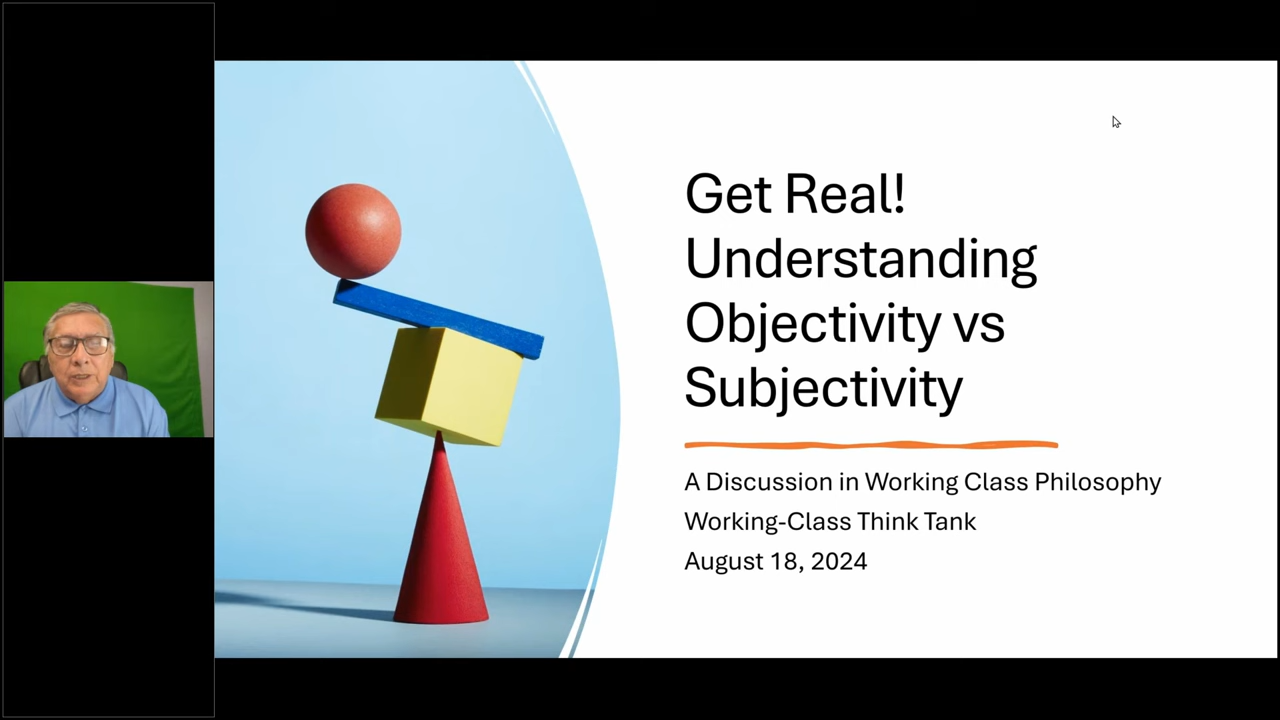 Get Real!
Understanding
Objectivity vs
Subjectivity
A Discussion in Working Class Philosophy
Working-Class Think Tank
August 18, 2024